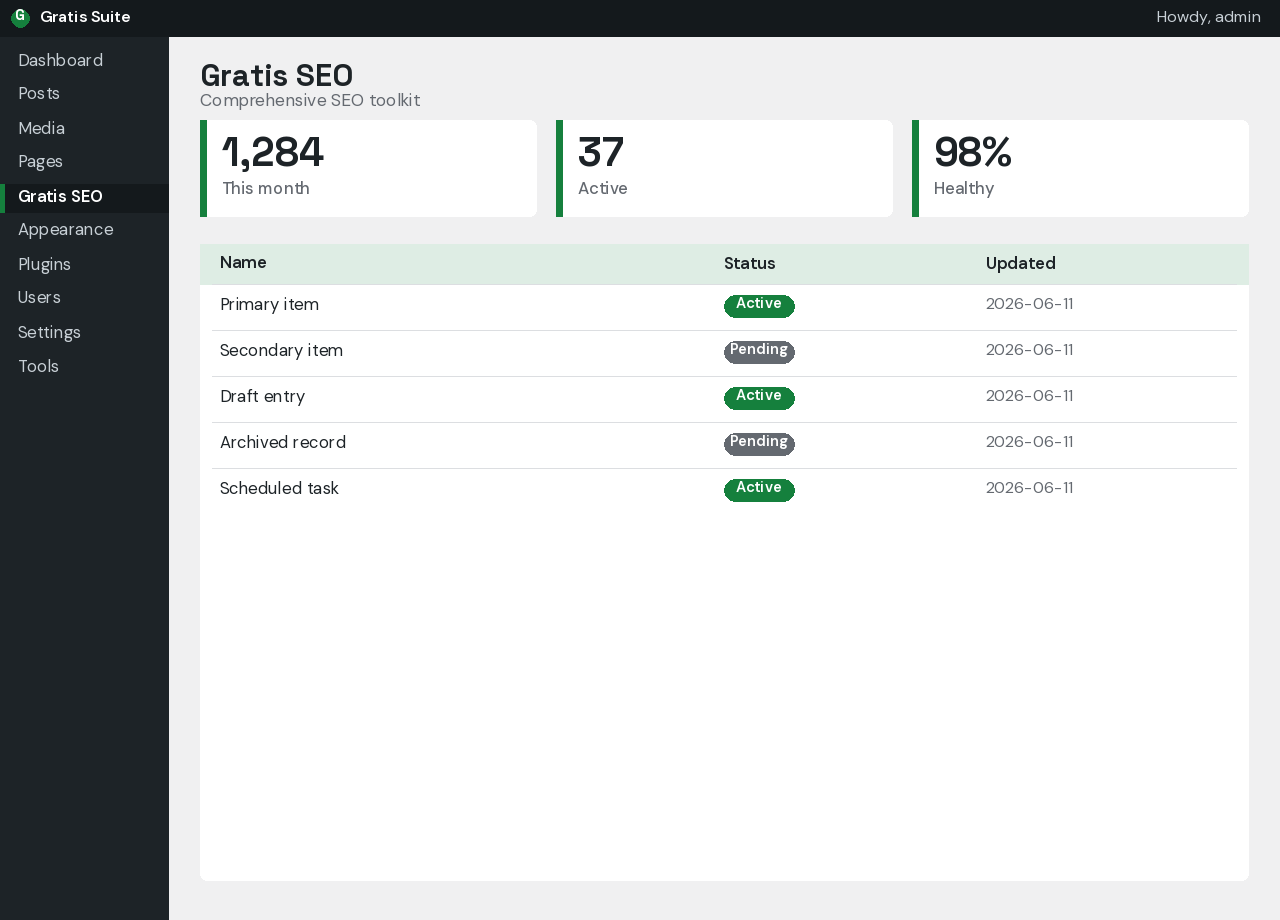 G Gratis Suite Howdy, admin
Dashboard
Posts
Media
Pages
Gratis SEO
Appearance
Plugins
Users
Settings
Tools
Gratis SEO
Comprehensive SEO toolkit
1,284
This month
37
Active
98%
Healthy
Name Status Updated
Primary item Active 2026-06-11
Secondary item Pending 2026-06-11
Draft entry Active 2026-06-11
Archived record Pending 2026-06-11
Scheduled task Active 2026-06-11